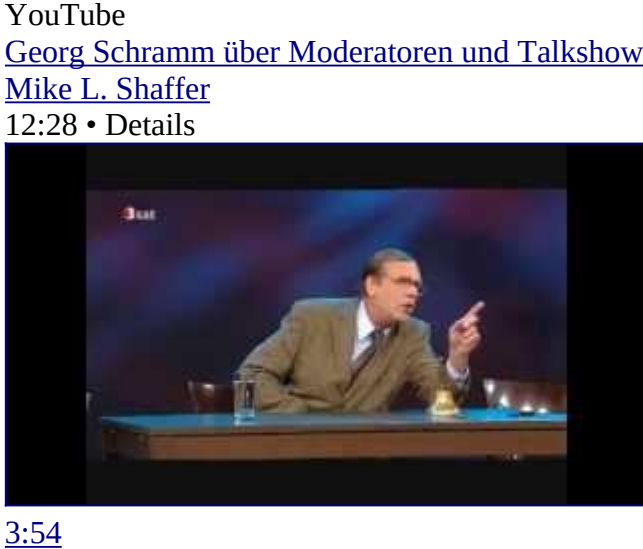 YouTube
Georg Schramm über Moderatoren und Talkshow
Mike L. Shaffer
12:28 • Details
3sat
3:54